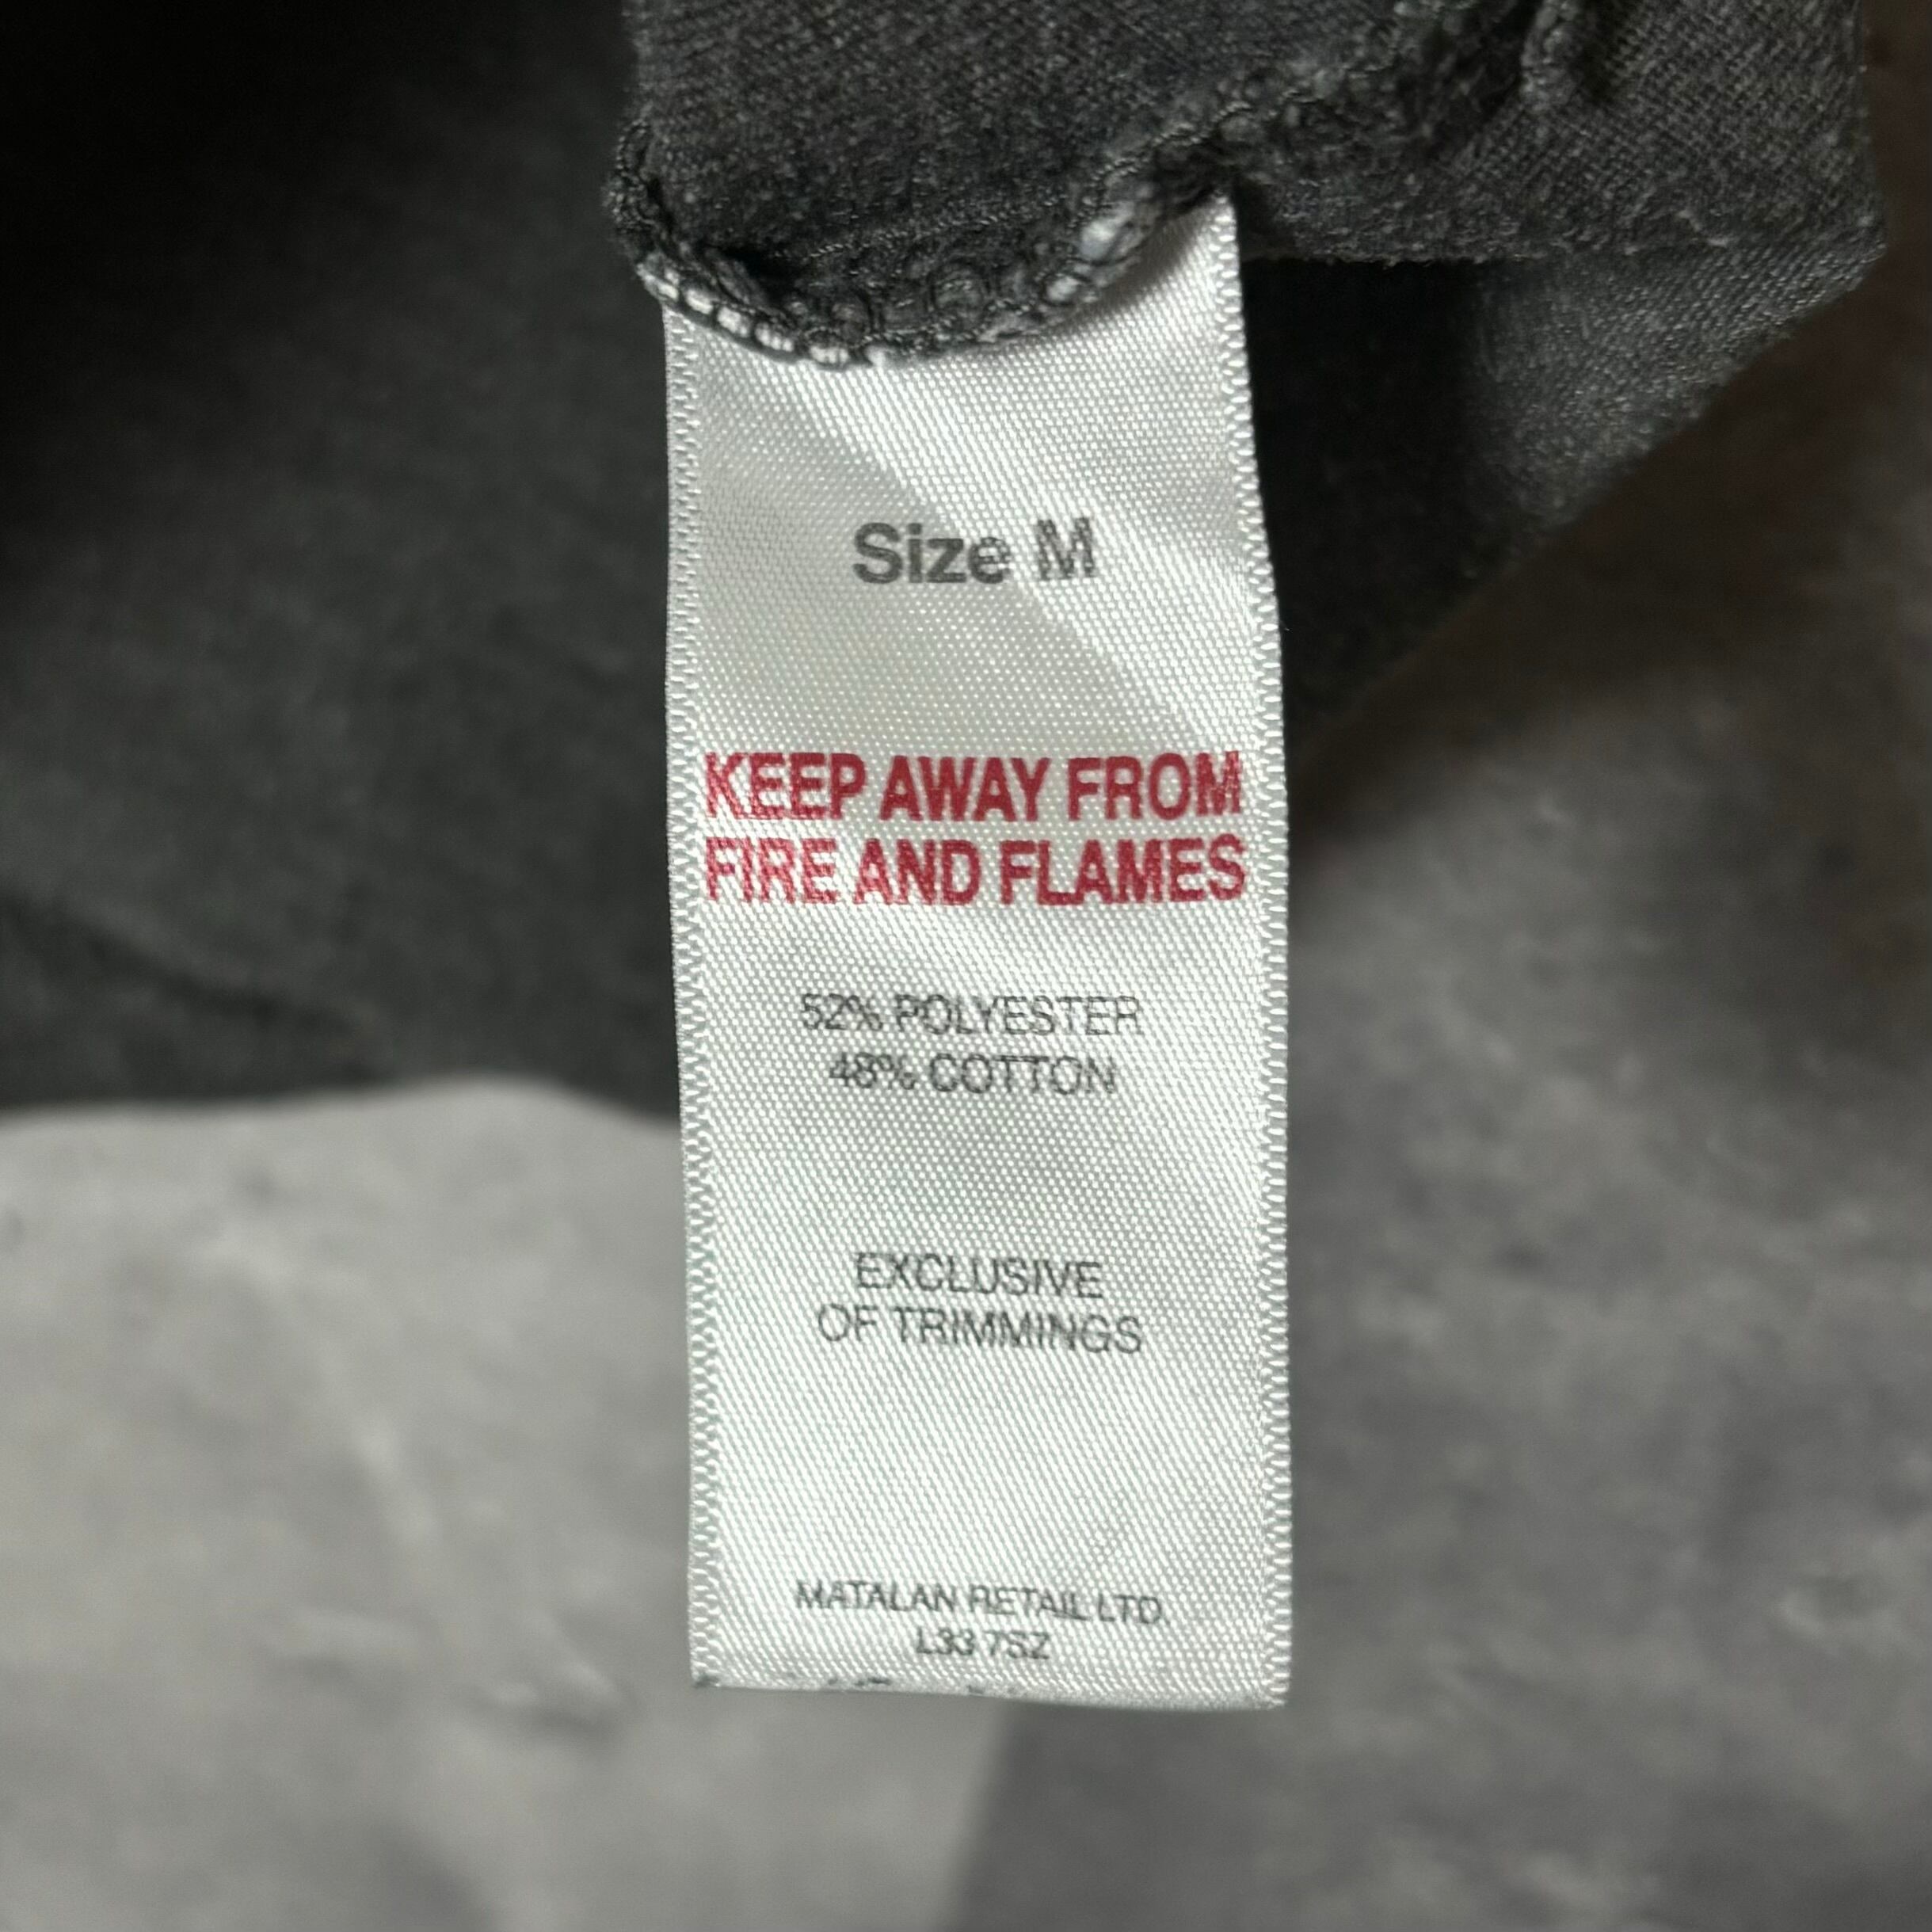 Size M
KEEP AWAY FROM
FIRE AND FLAMES
52% POLYESTER
48% COTTON
EXCLUSIVE
OF TRIMMINGS
MATALAN RETAIL LTD.
L33 7SZ